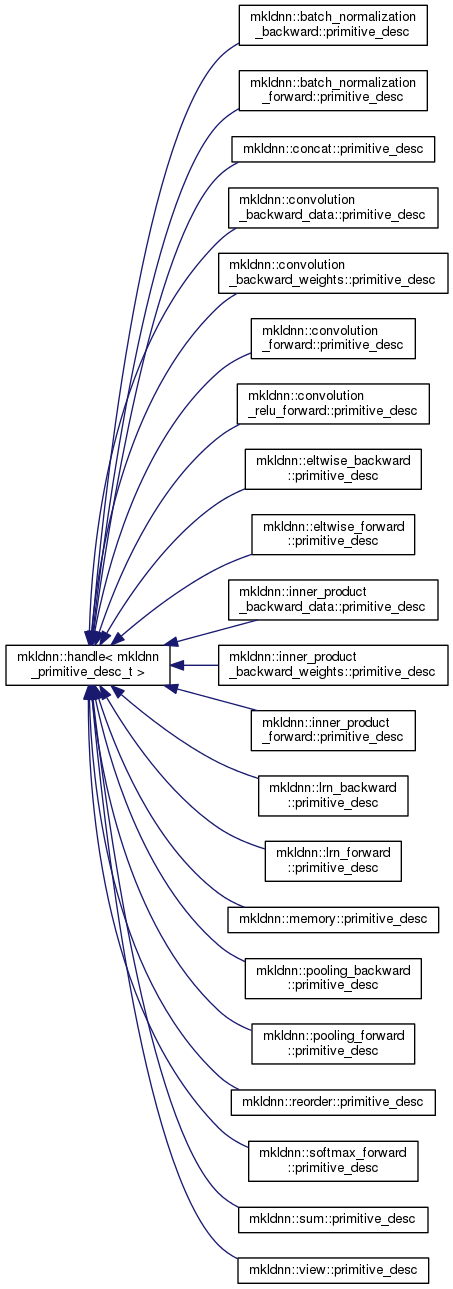 mkldnn::batch_normalization
_backward::primitive_desc
mkldnn::batch_normalization
_forward::primitive_desc
mkldnn::concat::primitive_desc
mkldnn::convolution
_backward_data::primitive_desc
mkldnn::convolution
_backward_weights::primitive_desc
mkldnn::convolution
_forward::primitive_desc
mkldnn::convolution
_relu_forward::primitive_desc
mkldnn::eltwise_backward
::primitive_desc
mkldnn::eltwise_forward
::primitive_desc
mkldnn::inner_product
_backward_data::primitive_desc
mkldnn::handle< mkldnn
_primitive_desc_t >
mkldnn::inner_product
_backward_weights::primitive_desc
mkldnn::inner_product
_forward::primitive_desc
mkldnn::lrn_backward
::primitive_desc
mkldnn::lrn_forward
::primitive_desc
mkldnn::memory::primitive_desc
mkldnn::pooling_backward
::primitive_desc
mkldnn::pooling_forward
::primitive_desc
mkldnn::reorder::primitive_desc
mkldnn::softmax_forward
::primitive_desc
mkldnn::sum::primitive_desc
mkldnn::view::primitive_desc